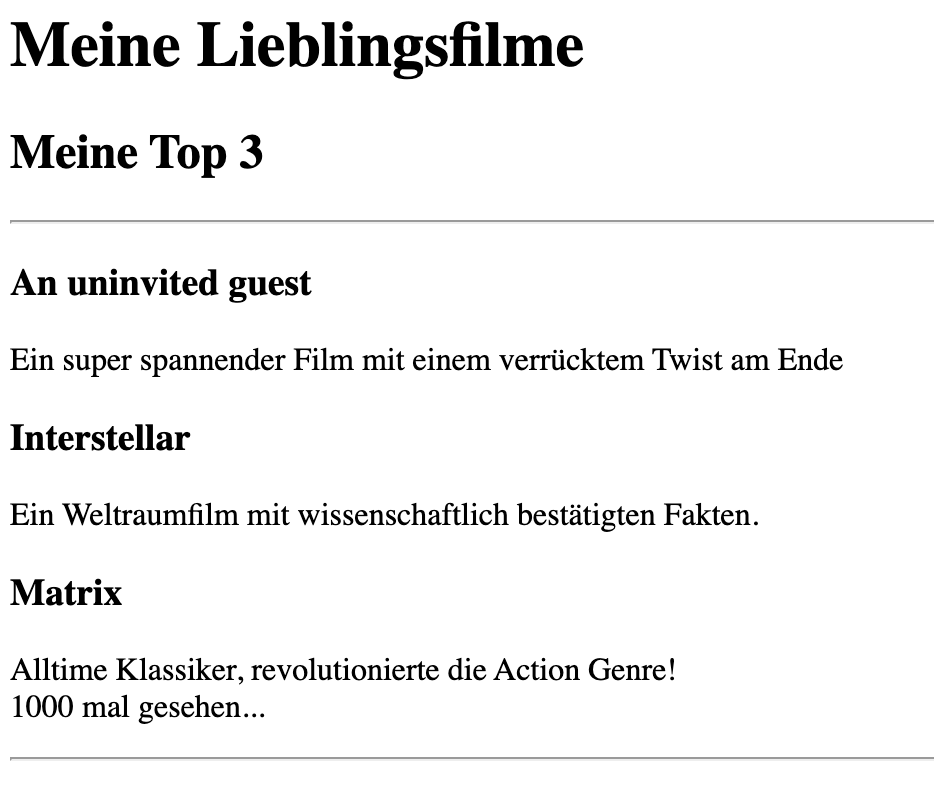 Meine Lieblingsfilme
Meine Top 3
An uninvited guest
Ein super spannender Film mit einem verrücktem Twist am Ende
Interstellar
Ein Weltraumfilm mit wissenschaftlich bestätigten Fakten.
Matrix
Alltime Klassiker, revolutionierte die Action Genre!
1000 mal gesehen...